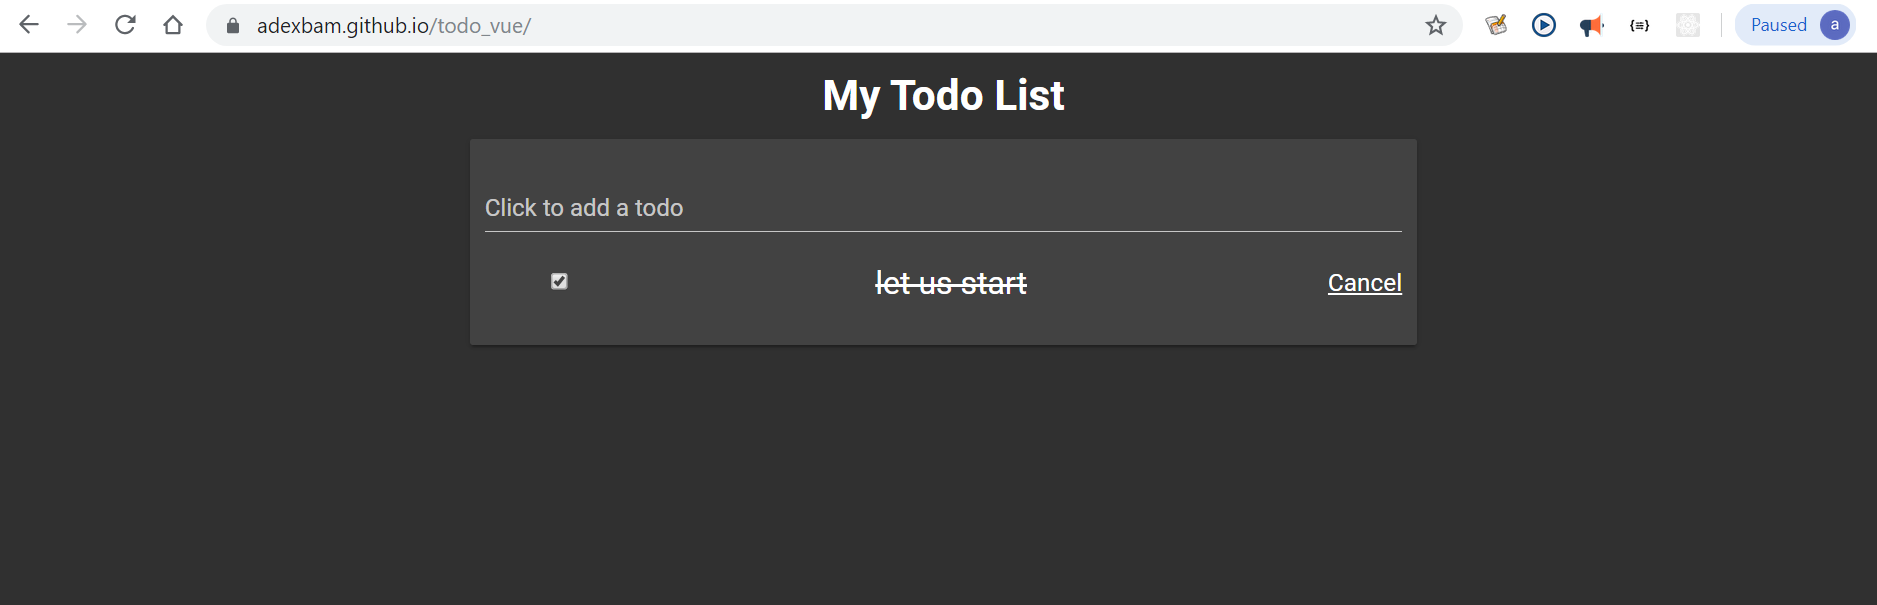 adexbam.github.io/todo_vue/
Paused a
My Todo List
Click to add a todo
let us start Cancel